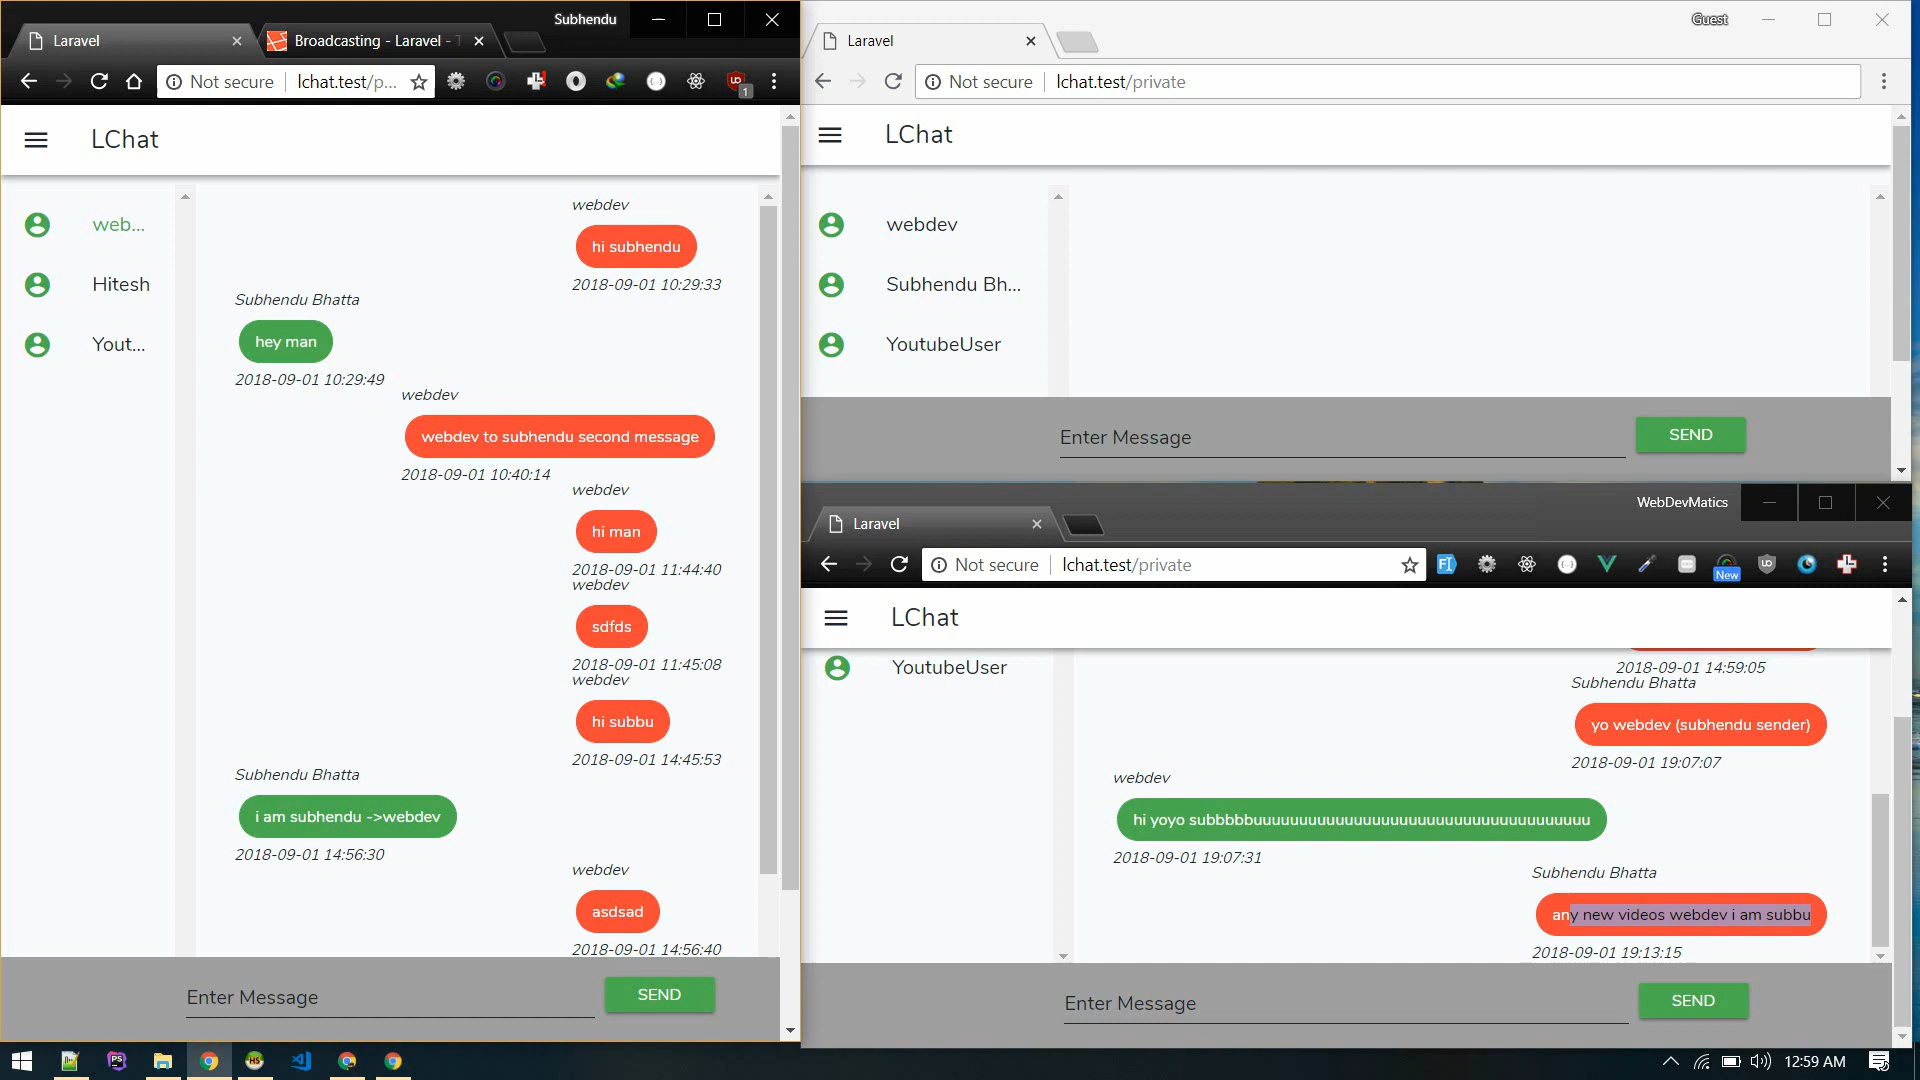 Subhendu
Laravel
Broadcasting - Laravel -
Not secure
lchat.test/p...
1
LChat
web...
Hitesh
Yout...
webdev
hi subhendu
2018-09-01 10:29:33
Subhendu Bhatta
hey man
2018-09-01 10:29:49
webdev
webdev to subhendu second message
2018-09-01 10:40:14
webdev
hi man
2018-09-01 11:44:40
webdev
sdfds
2018-09-01 11:45:08
webdev
hi subbu
2018-09-01 14:45:53
Subhendu Bhatta
i am subhendu ->webdev
2018-09-01 14:56:30
webdev
asdsad
2018-09-01 14:56:40
Enter Message
SEND
Guest
Laravel
Not secure
lchat.test/private
LChat
webdev
Subhendu Bh...
YoutubeUser
Enter Message
SEND
WebDevMatics
Laravel
Not secure
lchat.test/private
New
LChat
YoutubeUser
2018-09-01 14:59:05
Subhendu Bhatta
yo webdev (subhendu sender)
2018-09-01 19:07:07
webdev
hi yoyo subbbbbuuuuuuuuuuuuuuuuuuuuuuuuuuuuuuuuuuuuu
2018-09-01 19:07:31
Subhendu Bhatta
any new videos webdev i am subbu
2018-09-01 19:13:15
Enter Message
SEND
PS
HS
12:59 AM